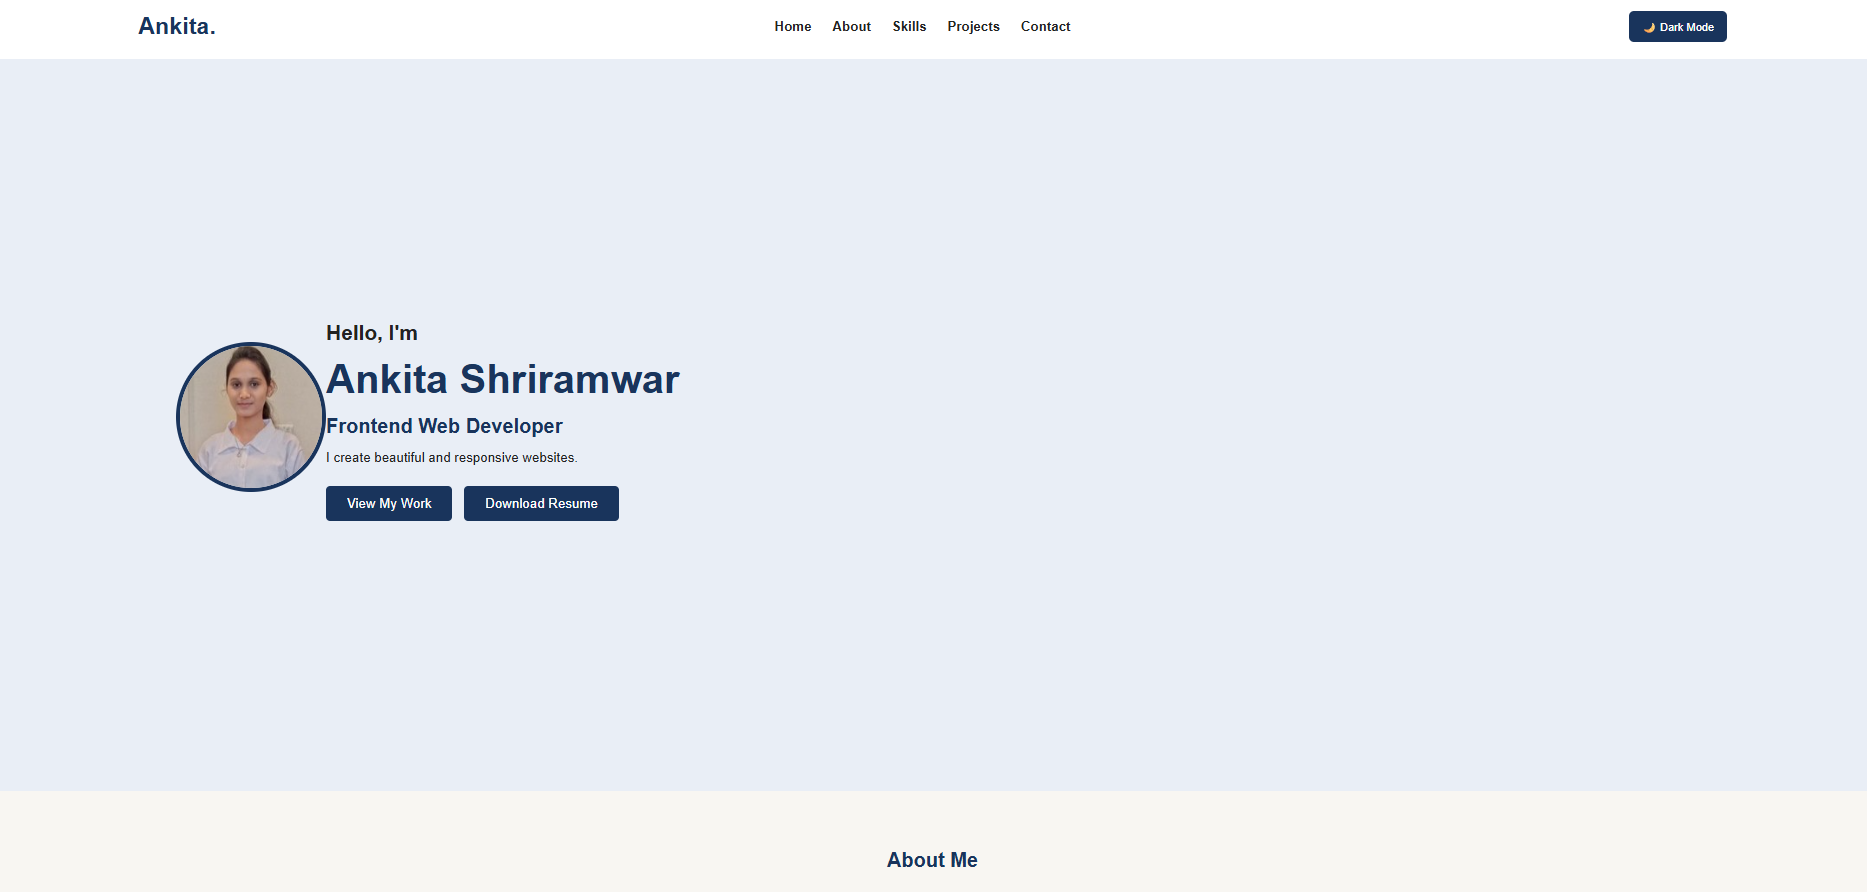 Ankita.
Home About Skills Projects Contact
🌙 Dark Mode
Hello, I'm
Ankita Shriramwar
Frontend Web Developer
I create beautiful and responsive websites.
View My Work Download Resume
About Me